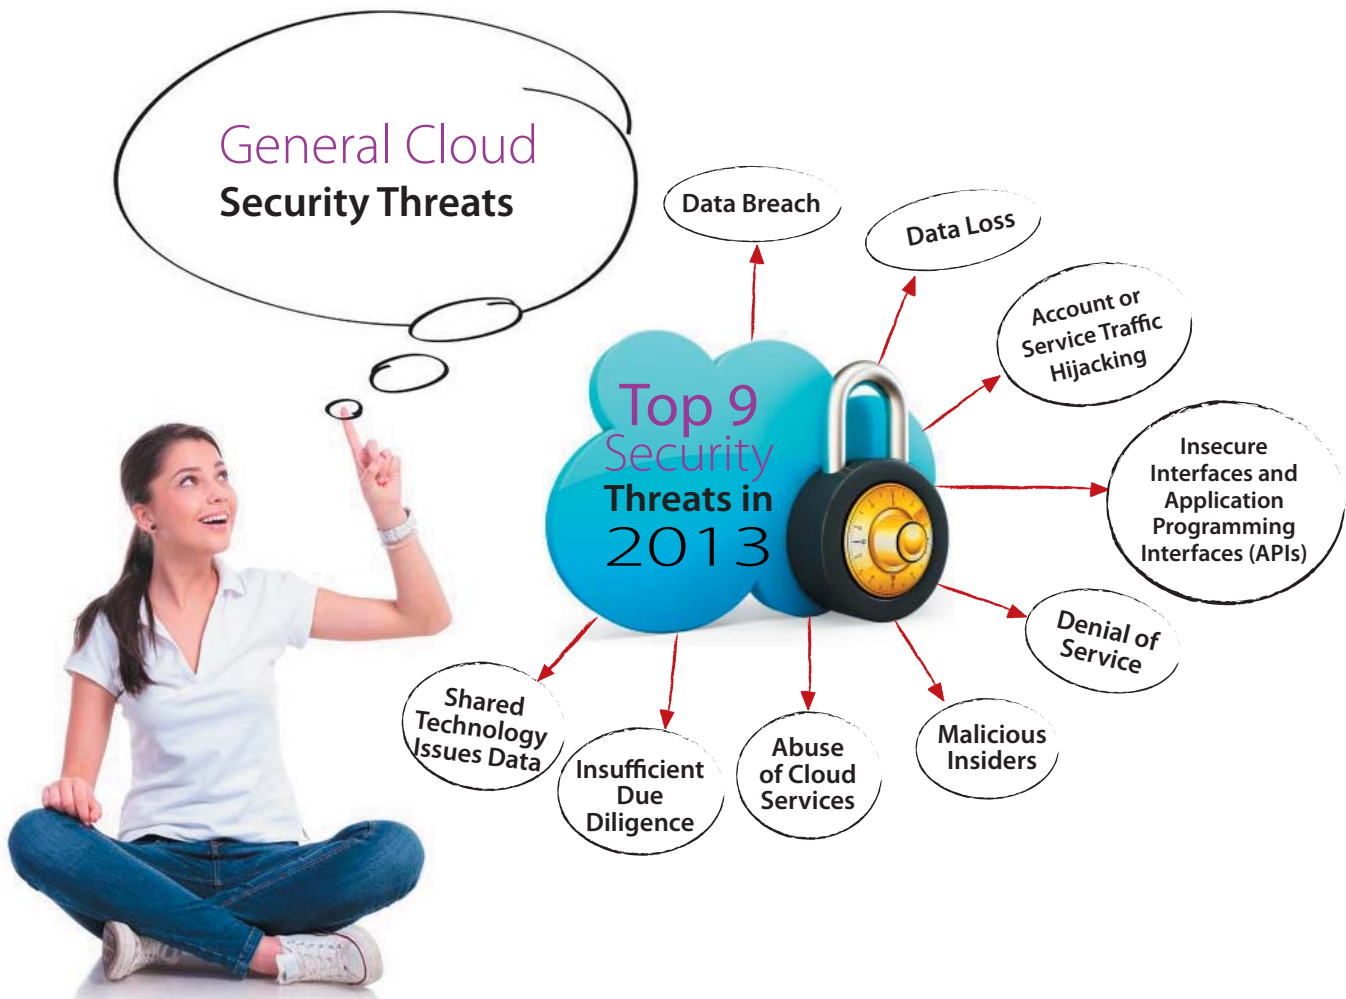 General Cloud
Security Threats
Data Breach
Data Loss
Account or
Service Traffic
Hijacking
Insecure
Interfaces and
Application
Programming
Interfaces (APIs)
Top 9
Security
Threats in
2013
Denial of
Service
Malicious
Insiders
Abuse
of Cloud
Services
Insufficient
Due
Diligence
Shared
Technology
Issues Data